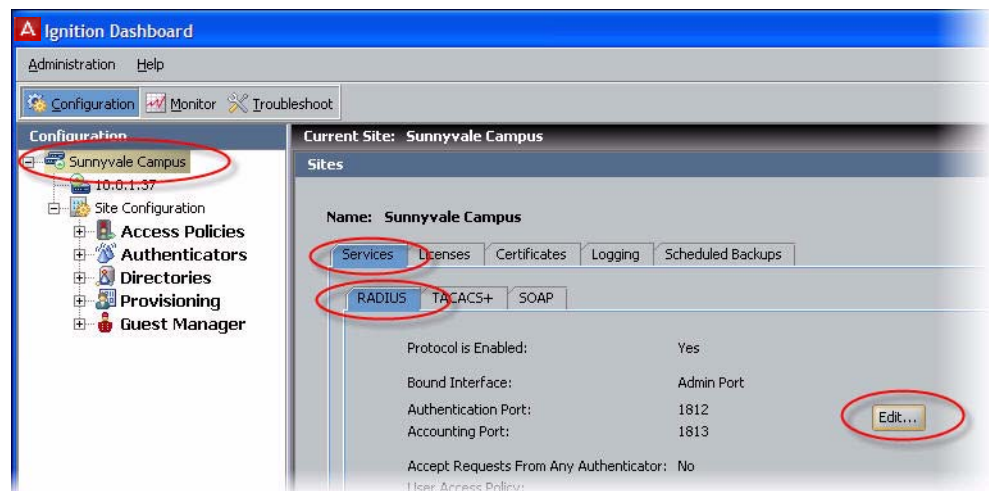 Ignition Dashboard
Administration Help
Configuration Monitor Troubleshoot
Configuration
Sunnyvale Campus
10.0.1.37
Site Configuration
Access Policies
Authenticators
Directories
Provisioning
Guest Manager
Current Site: Sunnyvale Campus
Sites
Name: Sunnyvale Campus
Services Licenses Certificates Logging Scheduled Backups
RADIUS TACACS+ SOAP
Protocol is Enabled: Yes
Bound Interface: Admin Port
Authentication Port: 1812
Accounting Port: 1813
Edit...
Accept Requests From Any Authenticator: No
User Access Policy: